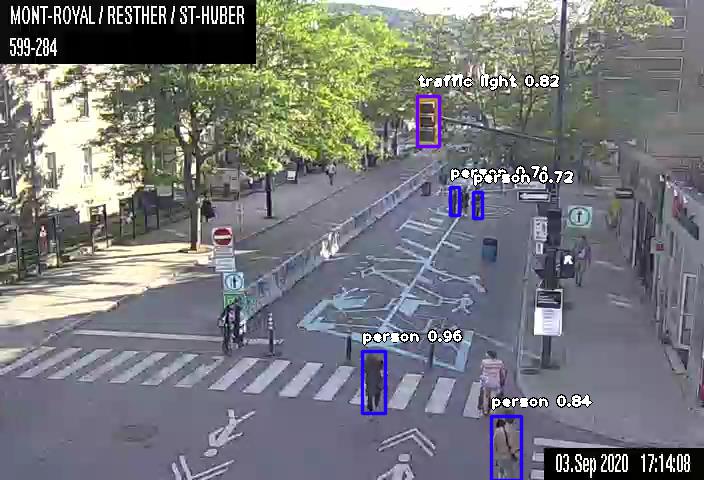 MONT-ROYAL / RESTHER / ST-HUBER
599-284
traffic light 0.82
person 0.72
person 0.96
person 0.84
03.Sep 2020 17:14:08